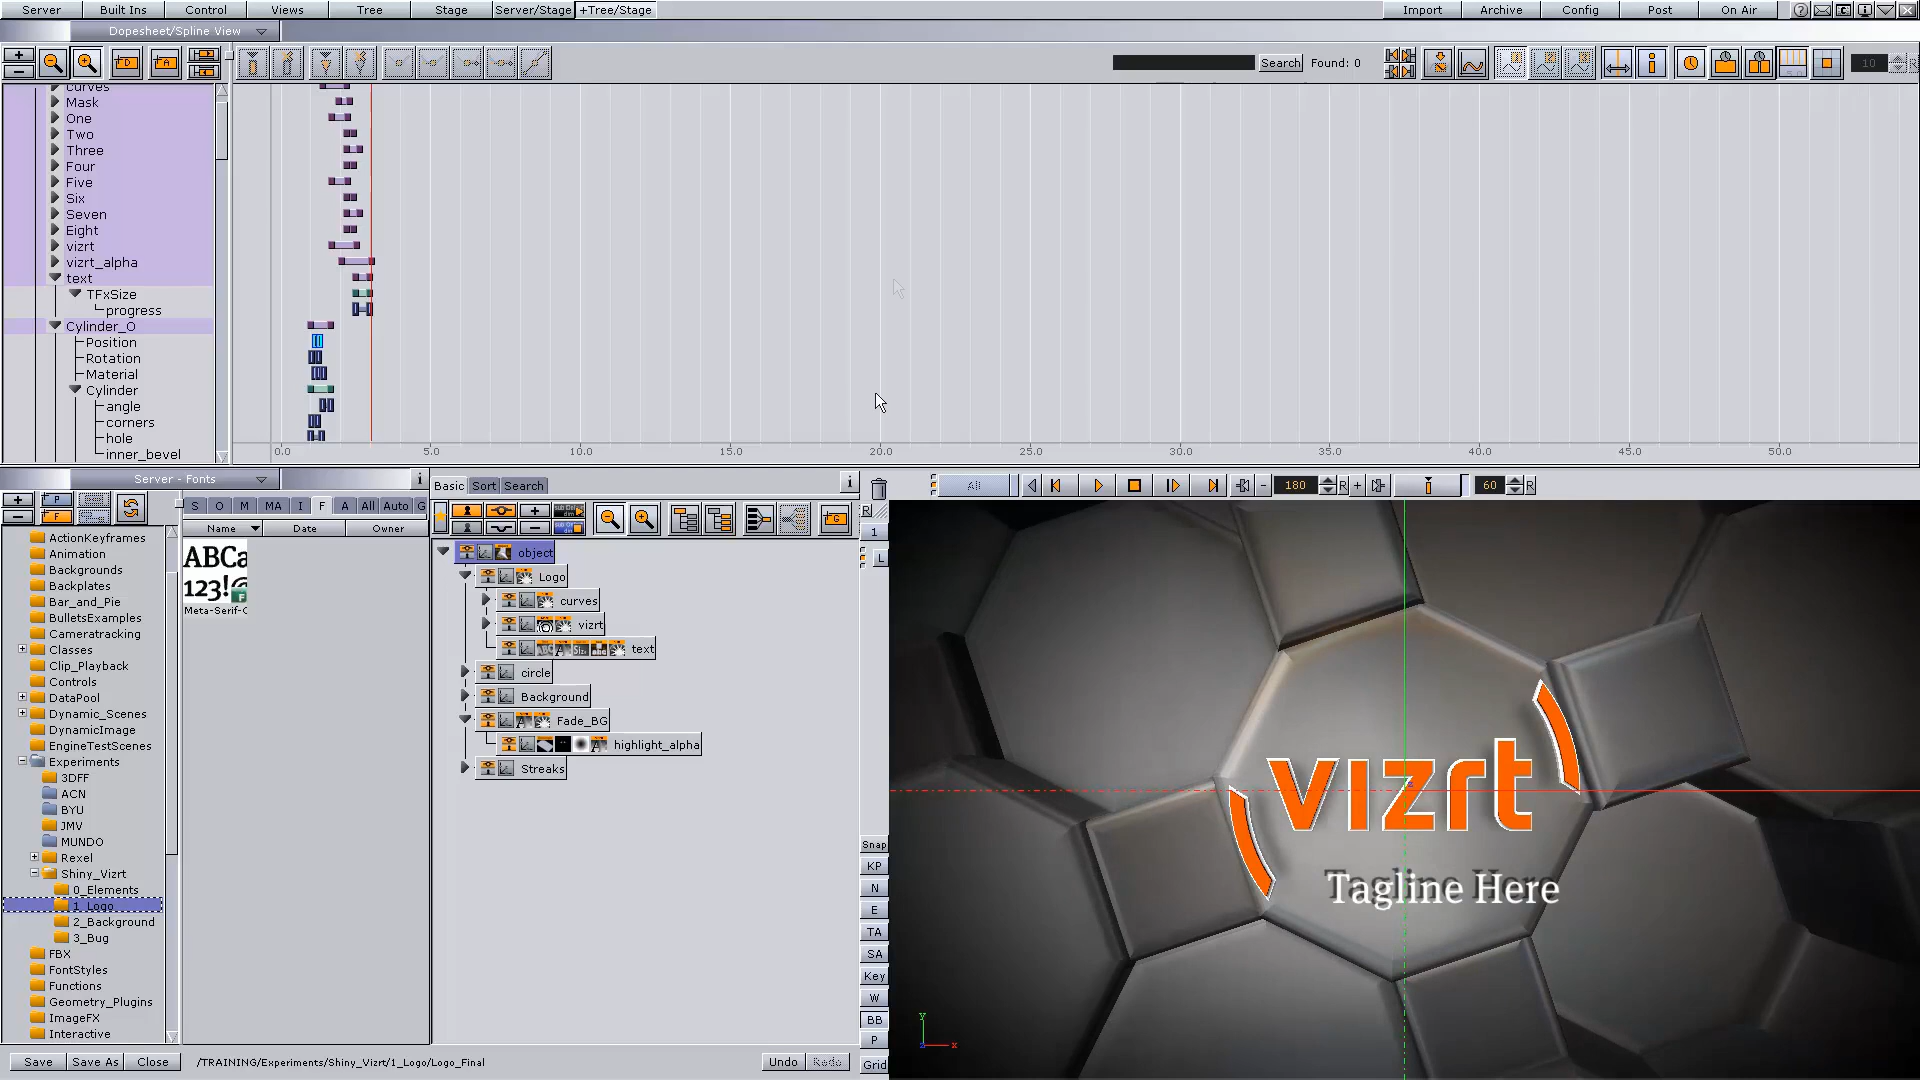 Server Built Ins Control Views Tree Stage Server/Stage +Tree/Stage Import Archive Config Post On Air
Dopesheet/Spline View
Search Found: 0 10 R
curves
Mask
One
Two
Three
Four
Five
Six
Seven
Eight
vizrt
vizrt_alpha
text
TFxSize
progress
Cylinder_O
Position
Rotation
Material
Cylinder
angle
corners
hole
inner_bevel
0.0 5.0 10.0 15.0 20.0 25.0 30.0 35.0 40.0 45.0 50.0
Server - Fonts
S O M MA I F A All Auto G
Name Date Owner
ABCa
123!@
Meta-Serif-C
ActionKeyframes
Animation
Backgrounds
Backplates
Bar_and_Pie
BulletsExamples
Cameratracking
Classes
Clip_Playback
Controls
DataPool
Dynamic_Scenes
DynamicImage
EngineTestScenes
Experiments
3DFF
ACN
BYU
JMV
MUNDO
Rexel
Shiny_Vizrt
0_Elements
1_Logo
2_Background
3_Bug
FBX
FontStyles
Functions
Geometry_Plugins
ImageFX
Interactive
Basic Sort Search
object
Logo
curves
vizrt
text
circle
Background
Fade_BG
highlight_alpha
Streaks
All - 180 R + 60 R
R
1
L
Snap
KP
N
E
TA
SA
Key
W
BB
P
Grid
vizrt
Tagline Here
Y
x
Save Save As Close /TRAINING/Experiments/Shiny_Vizrt/1_Logo/Logo_Final Undo Redo